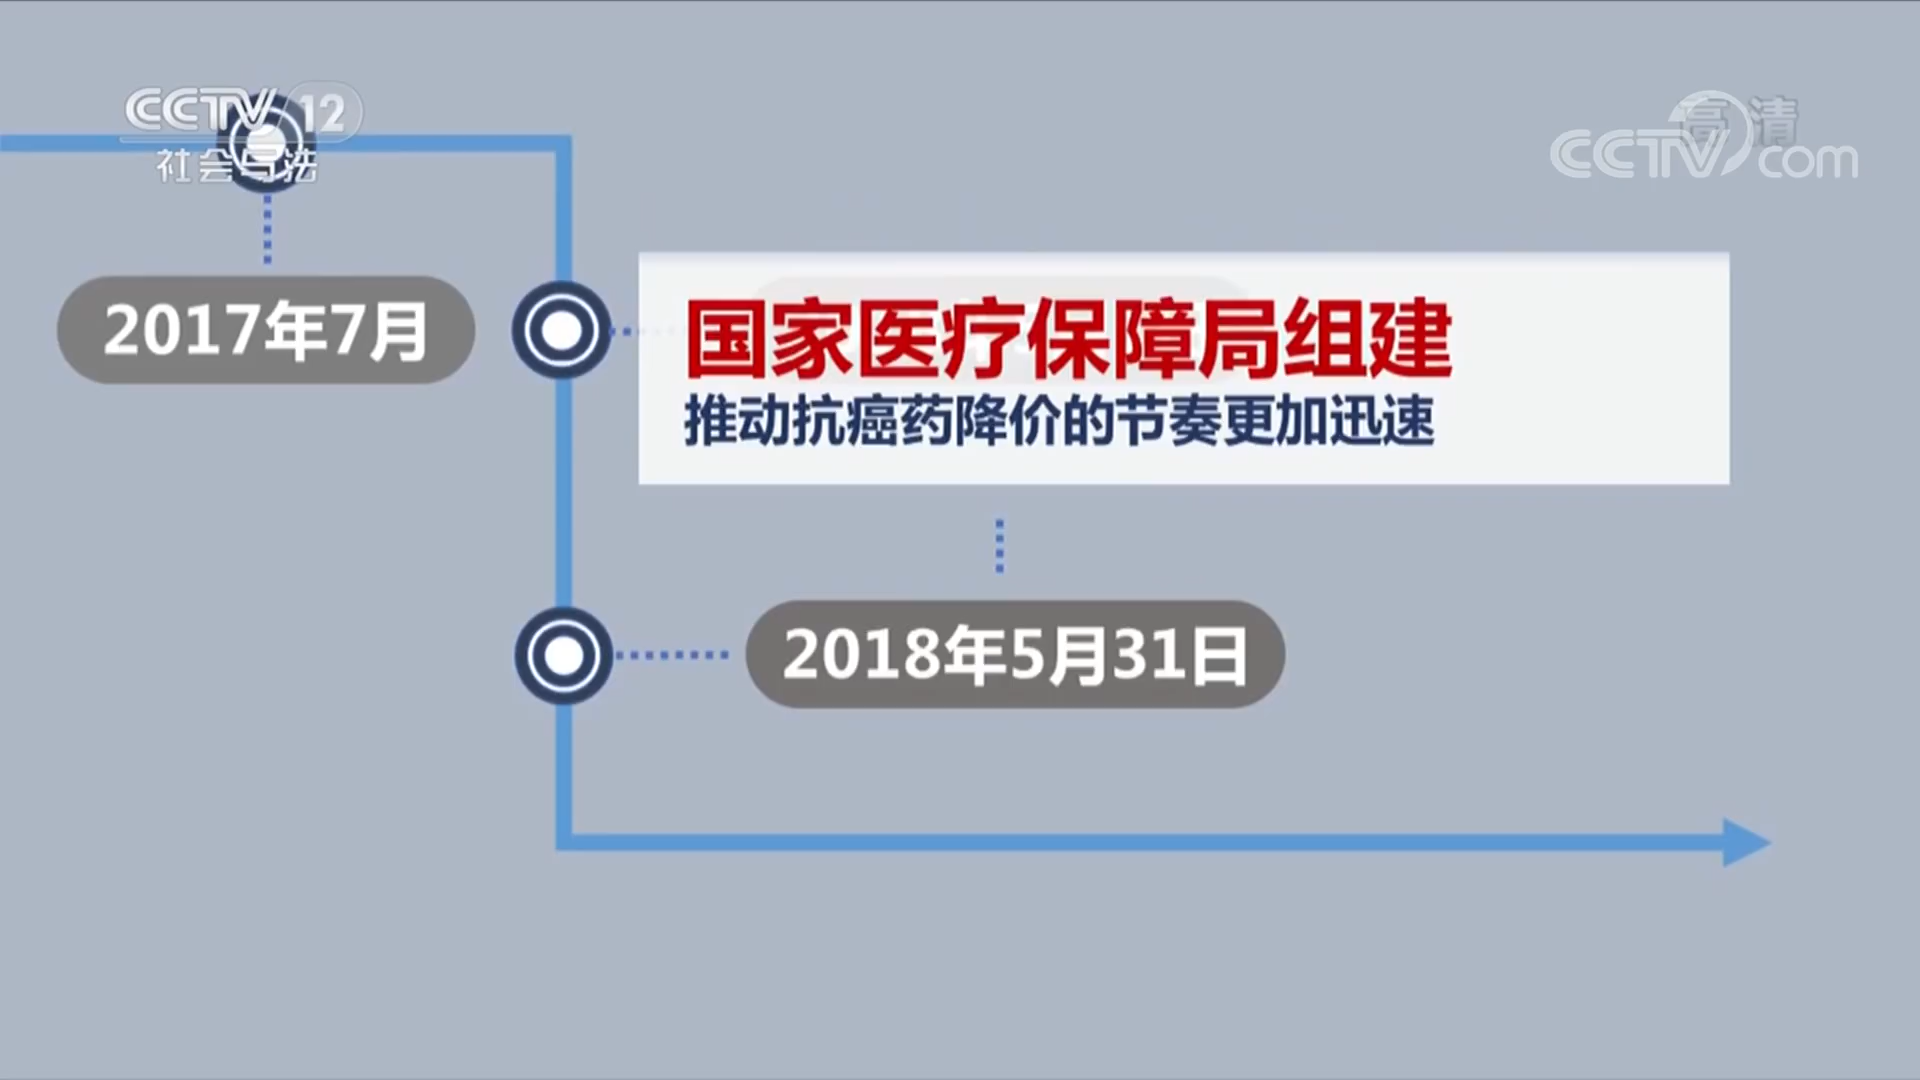 CCTV 12
社会与法
高清
CCTV.com
2017年7月
国家医疗保障局组建
推动抗癌药降价的节奏更加迅速
2018年5月31日